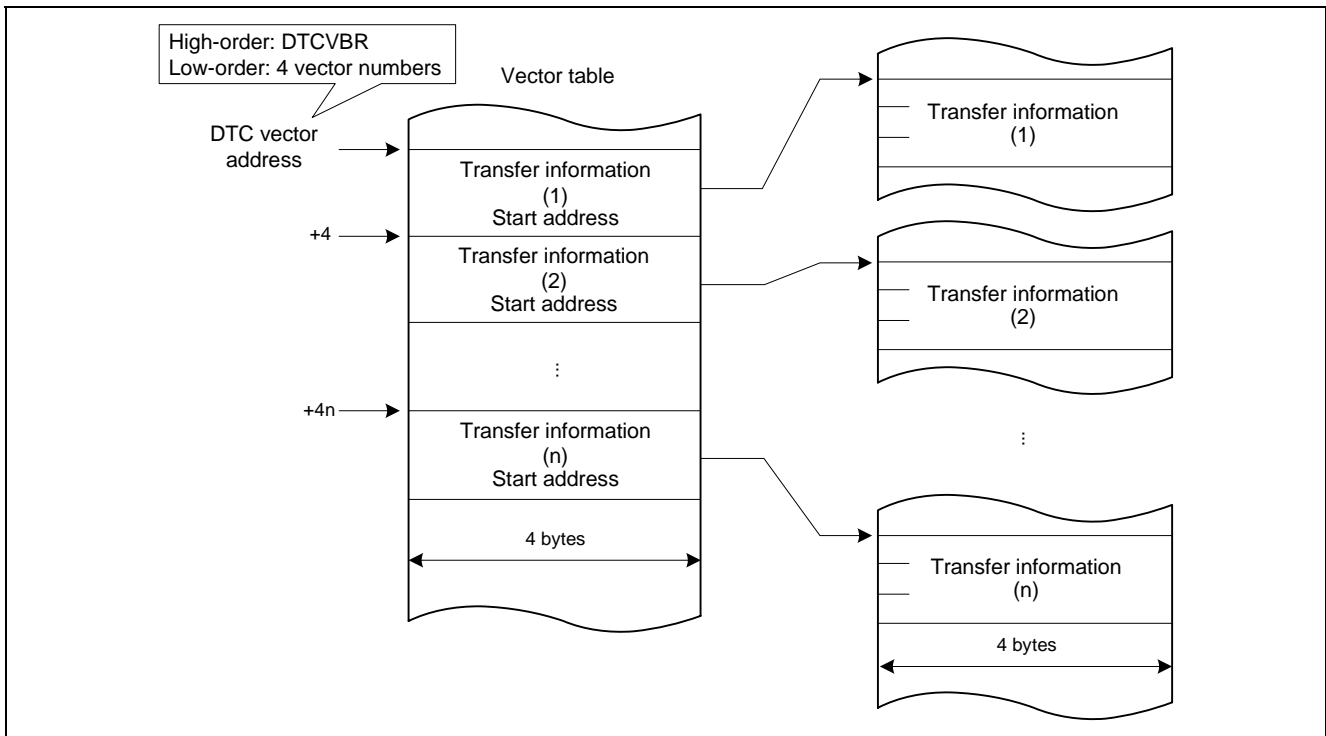 High-order: DTCVBR
Low-order: 4 vector numbers
Vector table
DTC vector
address
Transfer information
(1)
Start address
+4
Transfer information
(2)
Start address
⋮
+4n
Transfer information
(n)
Start address
4 bytes
Transfer information
(1)
Transfer information
(2)
⋮
Transfer information
(n)
4 bytes